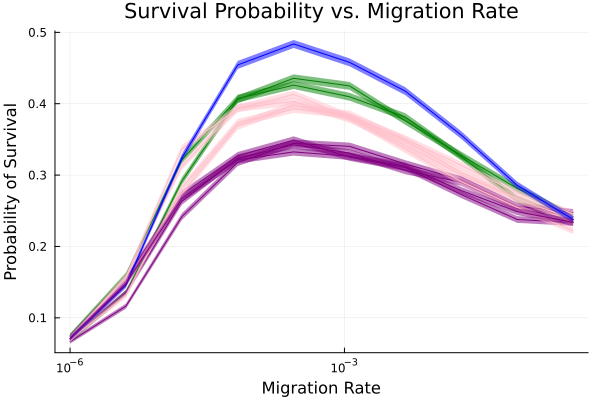 Survival Probability vs. Migration Rate
0.5
0.4
0.3
0.2
0.1
Probability of Survival
10⁻⁶
10⁻³
Migration Rate